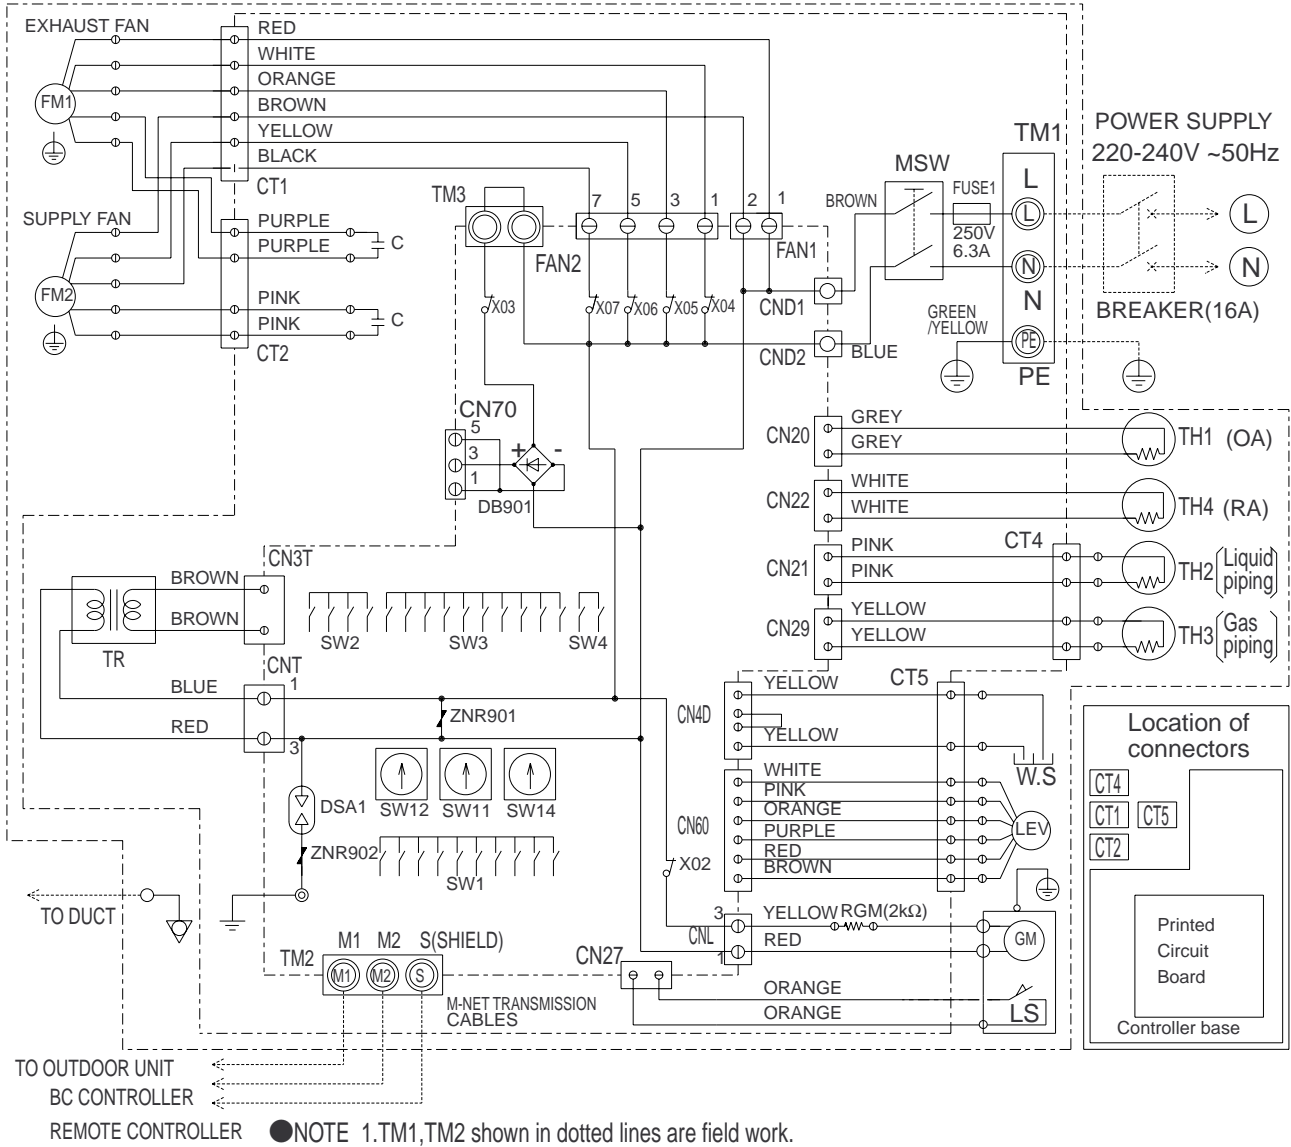 EXHAUST FAN
RED
WHITE
ORANGE
BROWN
YELLOW
BLACK
FM1
CT1
SUPPLY FAN
PURPLE
PURPLE
C
FM2
PINK
PINK
C
CT2
TM3
7 5 3 1 2 1
FAN2
FAN1
X03
X07 X06 X05 X04
CND1
CND2
BROWN
BLUE
MSW
FUSE1
250V
6.3A
TM1
L
L
N
N
GREEN
/YELLOW
PE
PE
POWER SUPPLY
220-240V ~50Hz
L
N
BREAKER(16A)
CN70
5
3
1
+ -
DB901
CN20
GREY
GREY
TH1 (OA)
CN22
WHITE
WHITE
TH4 (RA)
CN21
PINK
PINK
CT4
TH2 (Liquid
piping)
CN29
YELLOW
YELLOW
TH3 (Gas
piping)
CN3T
BROWN
BROWN
TR
SW2 SW3 SW4
CNT
BLUE
1
RED
3
ZNR901
DSA1
SW12 SW11 SW14
ZNR902
SW1
X02
CN4D
YELLOW
YELLOW
CT5
W.S
CN60
WHITE
PINK
ORANGE
PURPLE
RED
BROWN
LEV
CNL
3
YELLOW RGM(2kΩ)
RED
1
GM
CN27
ORANGE
ORANGE
LS
TO DUCT
TM2
M1 M2 S(SHIELD)
M1 M2 S
M-NET TRANSMISSION
CABLES
TO OUTDOOR UNIT
BC CONTROLLER
REMOTE CONTROLLER
Location of
connectors
CT4
CT1 CT5
CT2
Printed
Circuit
Board
Controller base
●NOTE 1.TM1,TM2 shown in dotted lines are field work.